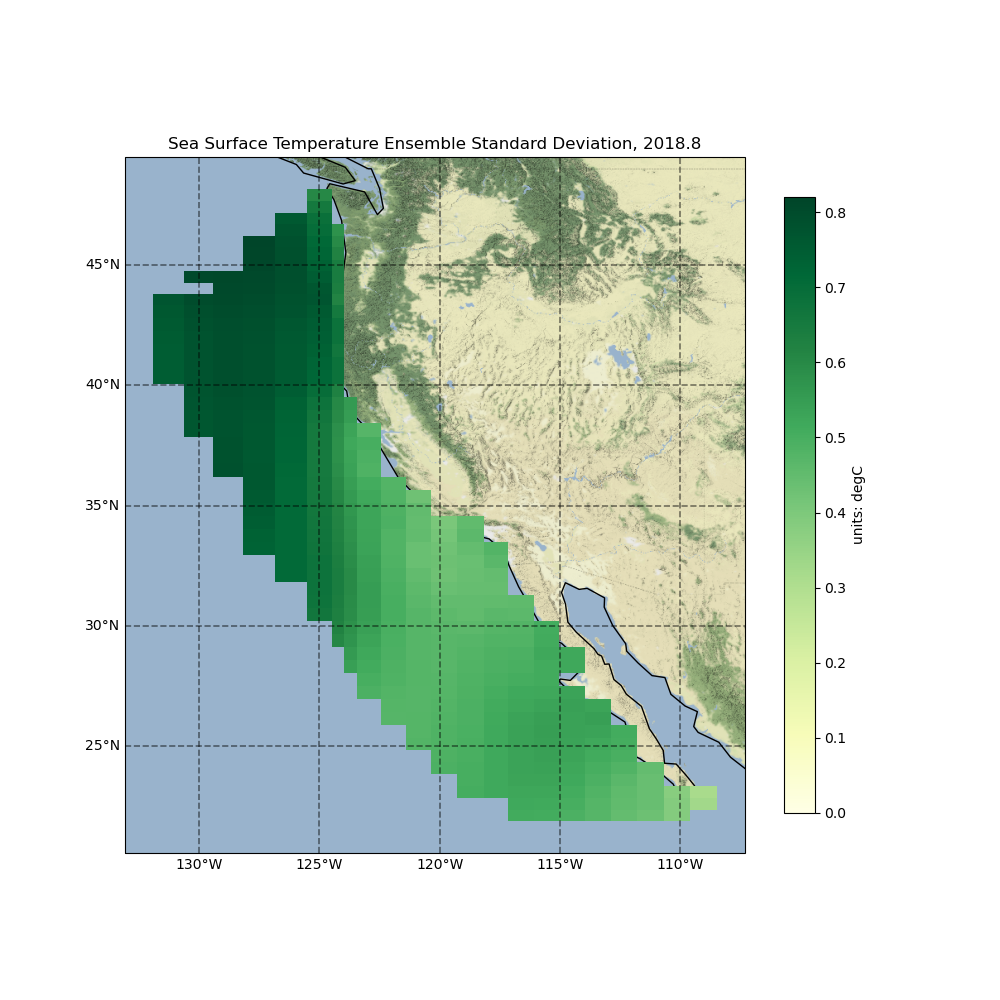 Sea Surface Temperature Ensemble Standard Deviation, 2018.8
45°N
40°N
35°N
30°N
25°N
130°W
125°W
120°W
115°W
110°W
0.8
0.7
0.6
0.5
0.4
0.3
0.2
0.1
0.0
units: degC